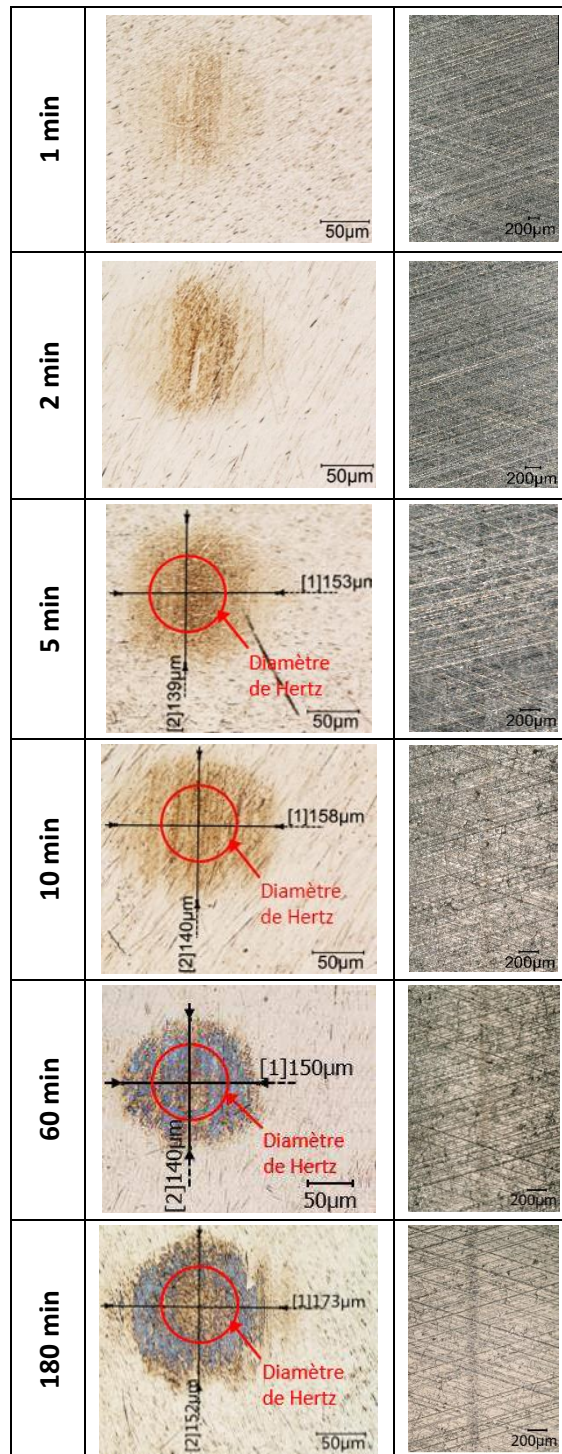 1 min
50µm
200µm
2 min
50µm
200µm
5 min
[1]153µm
[2]139µm
Diamètre
de Hertz
50µm
200µm
10 min
[1]158µm
[2]140µm
Diamètre
de Hertz
50µm
200µm
60 min
[1]150µm
[2]140µm
Diamètre
de Hertz
50µm
200µm
180 min
[1]173µm
[2]152µm
Diamètre
de Hertz
50µm
200µm